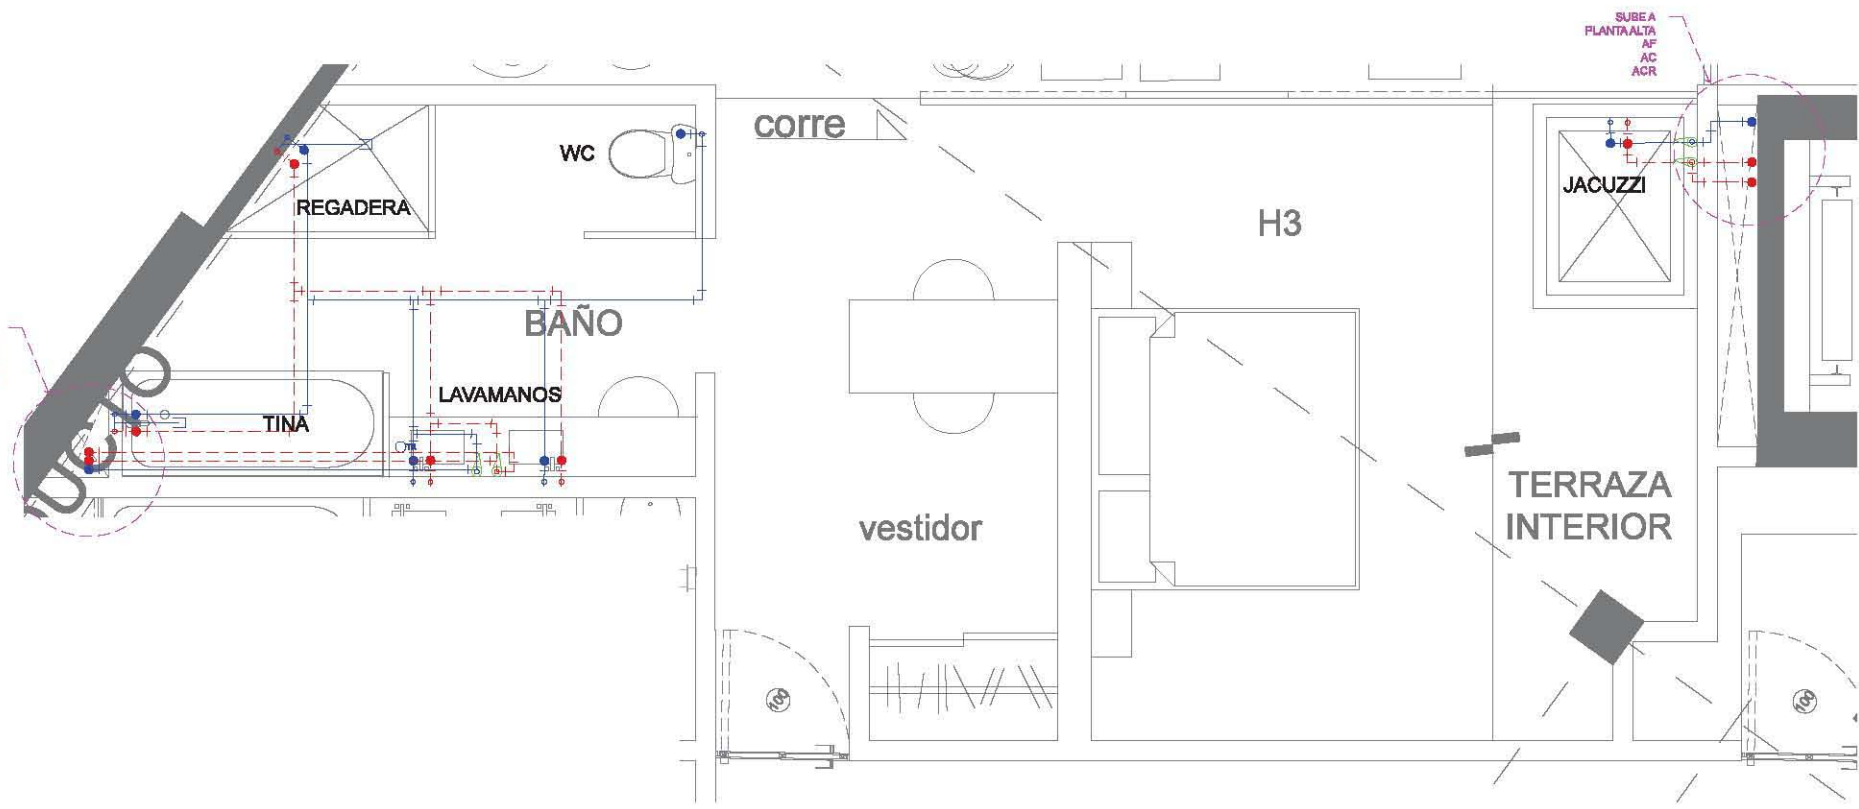 SUBE A
PLANTA ALTA
AF
AC
ACR
corre
WC
JACUZZI
REGADERA
H3
BAÑO
DUCTO
LAVAMANOS
TINA
TERRAZA
INTERIOR
vestidor
100
100